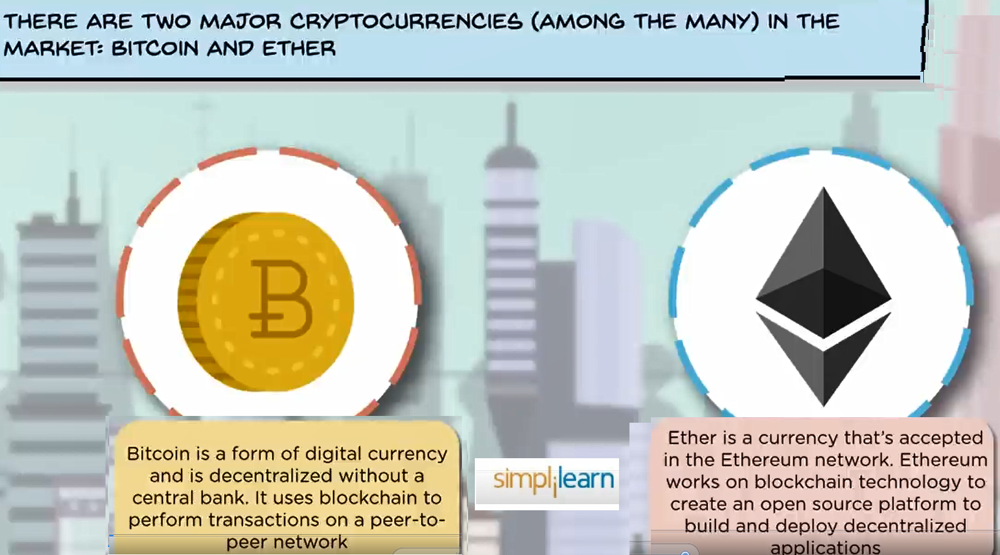 THERE ARE TWO MAJOR CRYPTOCURRENCIES (AMONG THE MANY) IN THE
MARKET: BITCOIN AND ETHER
Bitcoin is a form of digital currency
and is decentralized without a
central bank. It uses blockchain to
perform transactions on a peer-to-
peer network
simplilearn
Ether is a currency that's accepted
in the Ethereum network. Ethereum
works on blockchain technology to
create an open source platform to
build and deploy decentralized
applications